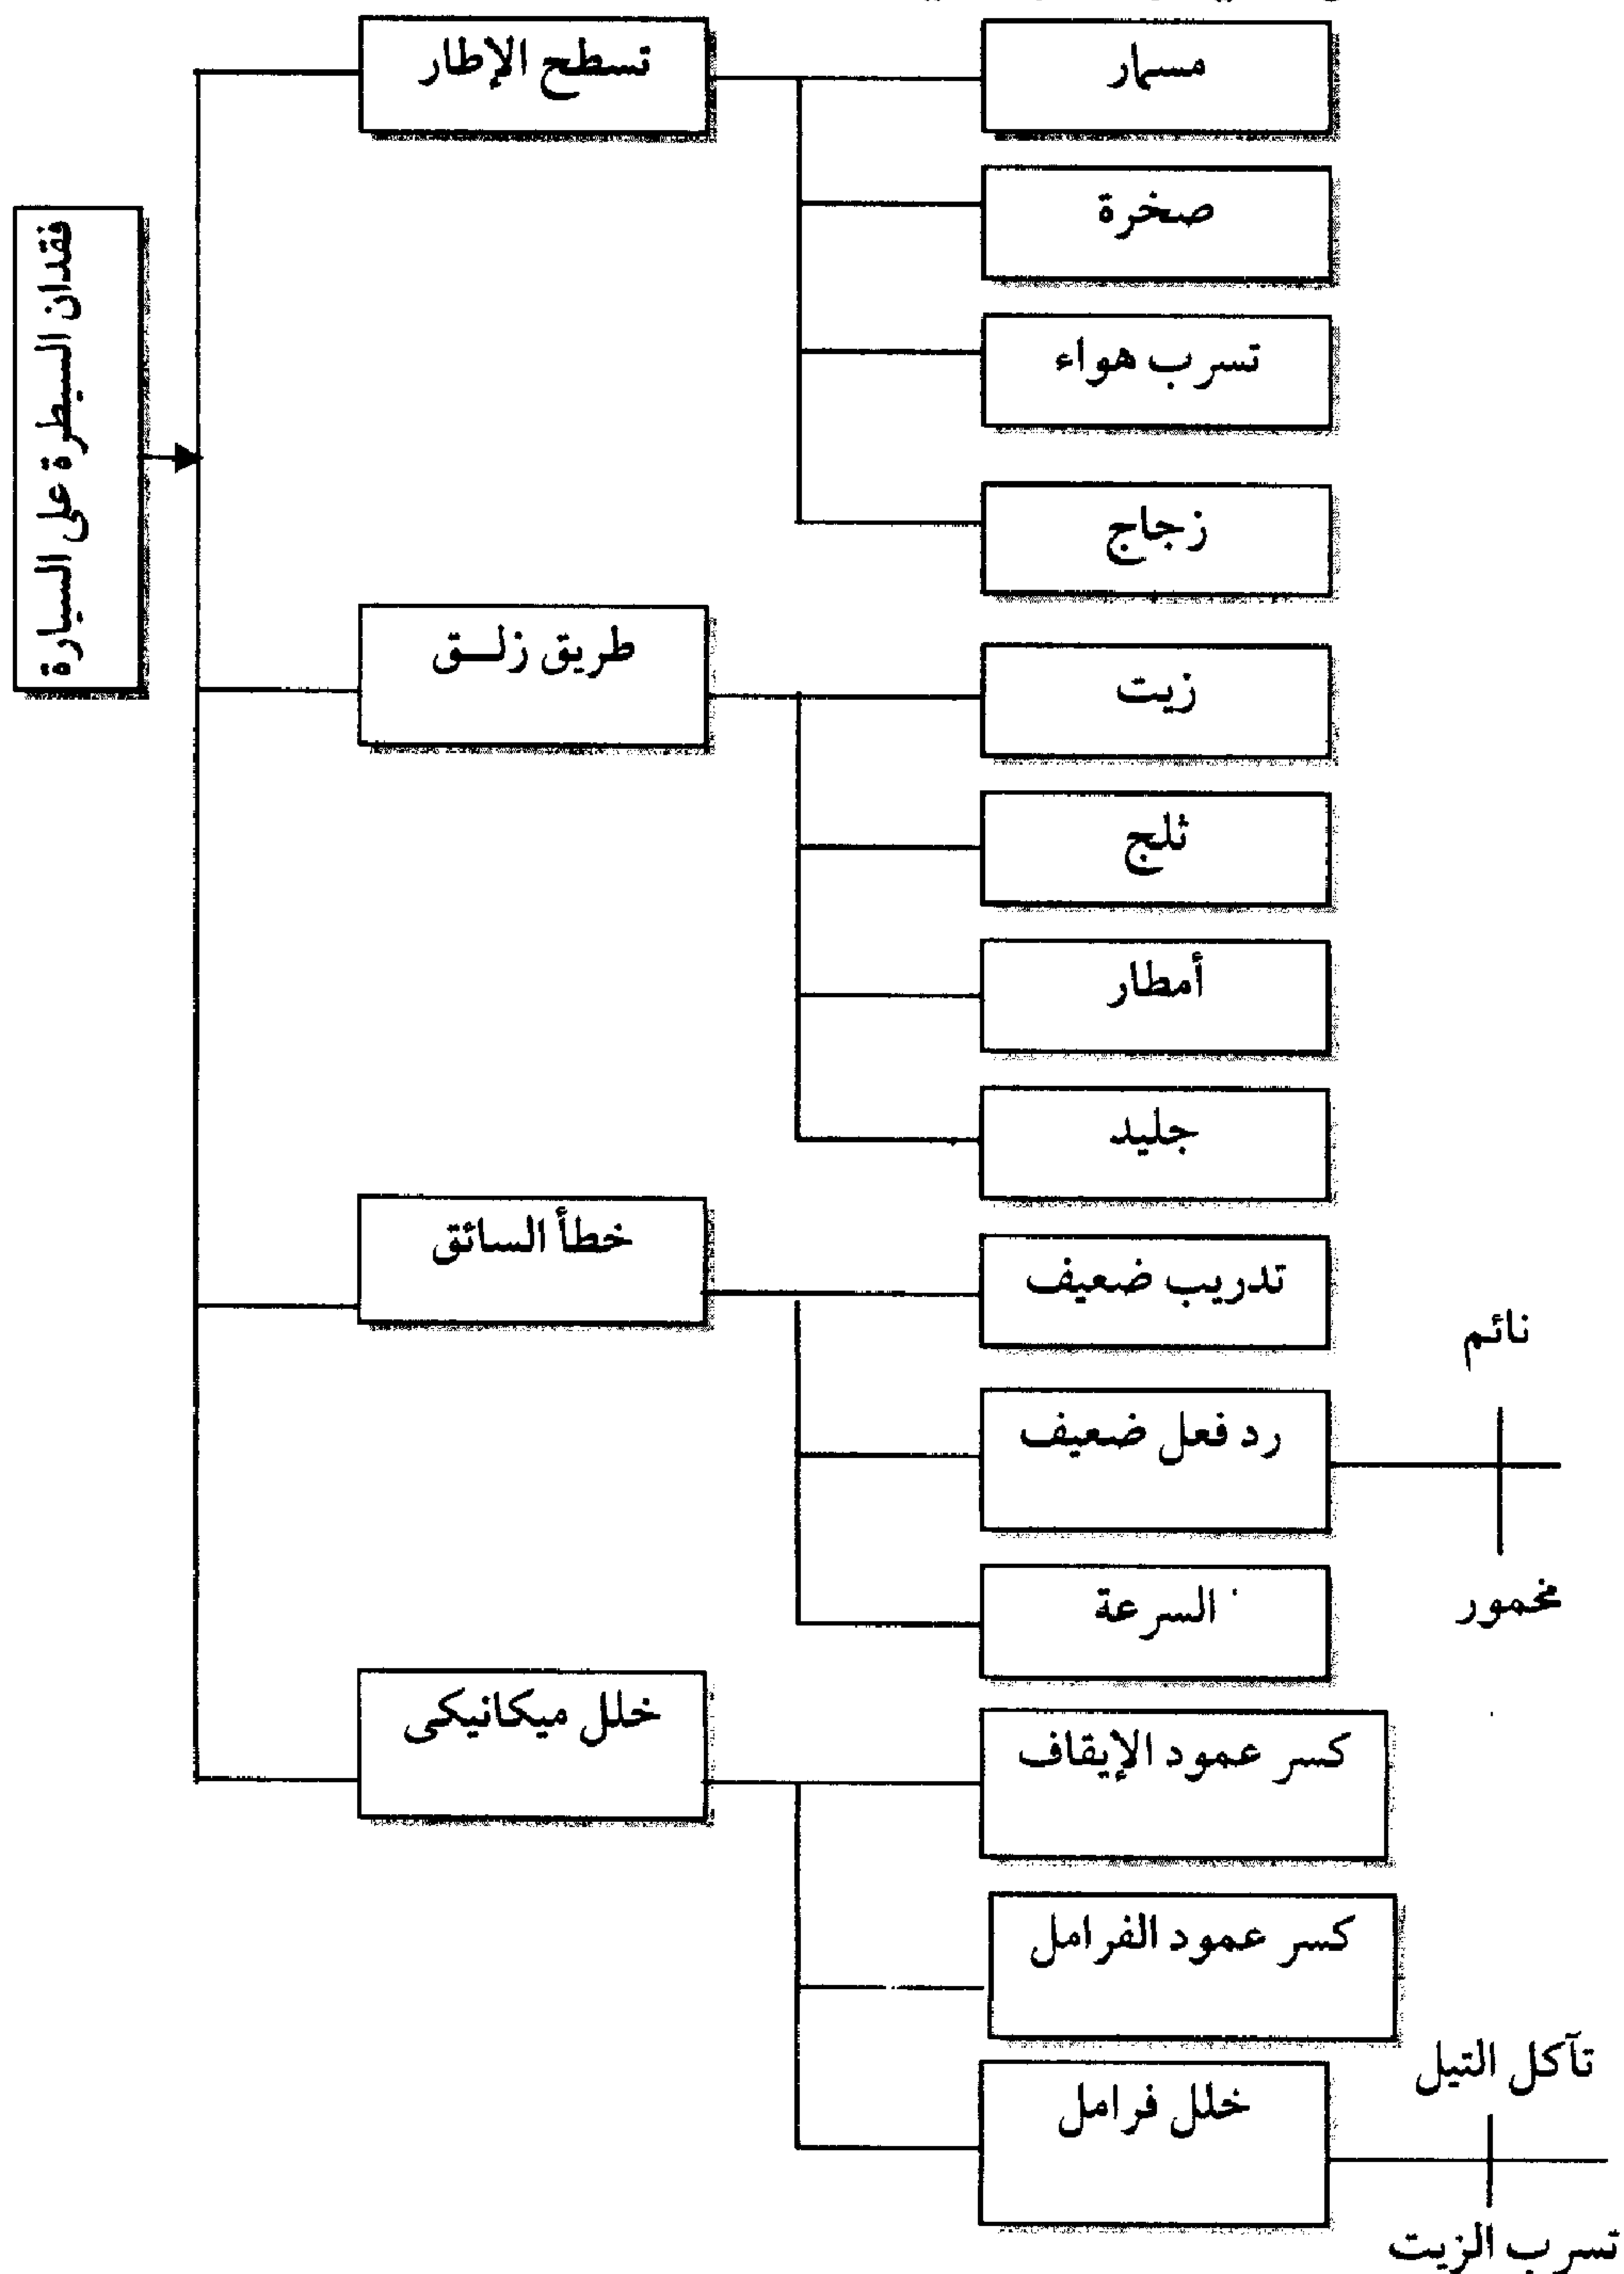 فقدان السيطرة على السيارة
تسطح الإطار
مسمار
صخرة
تسرب هواء
زجاج
طريق زلـــق
زيت
ثلج
أمطار
جليد
خطأ السائق
تدريب ضعيف
رد فعل ضعيف
نائم
مخمور
السرعة
خلل ميكانيكى
كسر عمود الإيقاف
كسر عمود الفرامل
خلل فرامل
تآكل التيل
تسرب الزيت